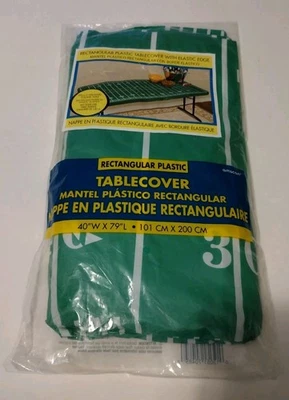 RECTANGULAR PLASTIC TABLECOVER WITH ELASTIC EDGE
NAPPE EN PLASTIQUE RECTANGULAIRE AVEC BORDURE ÉLASTIQUE
RECTANGULAR PLASTIC
TABLECOVER
MANTEL PLÁSTICO RECTANGULAR
NAPPE EN PLASTIQUE RECTANGULAIRE
40"W X 79"L • 101 CM X 200 CM
3